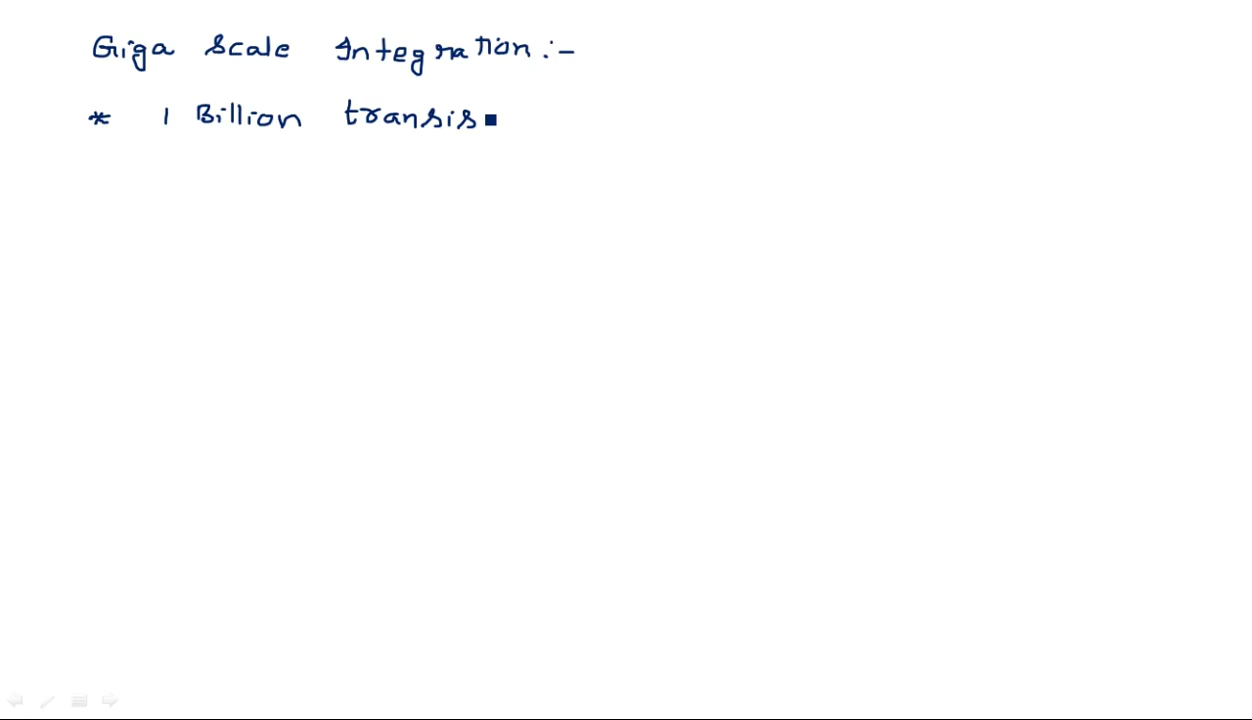 Giga Scale Integration :-
* 1 Billion transis